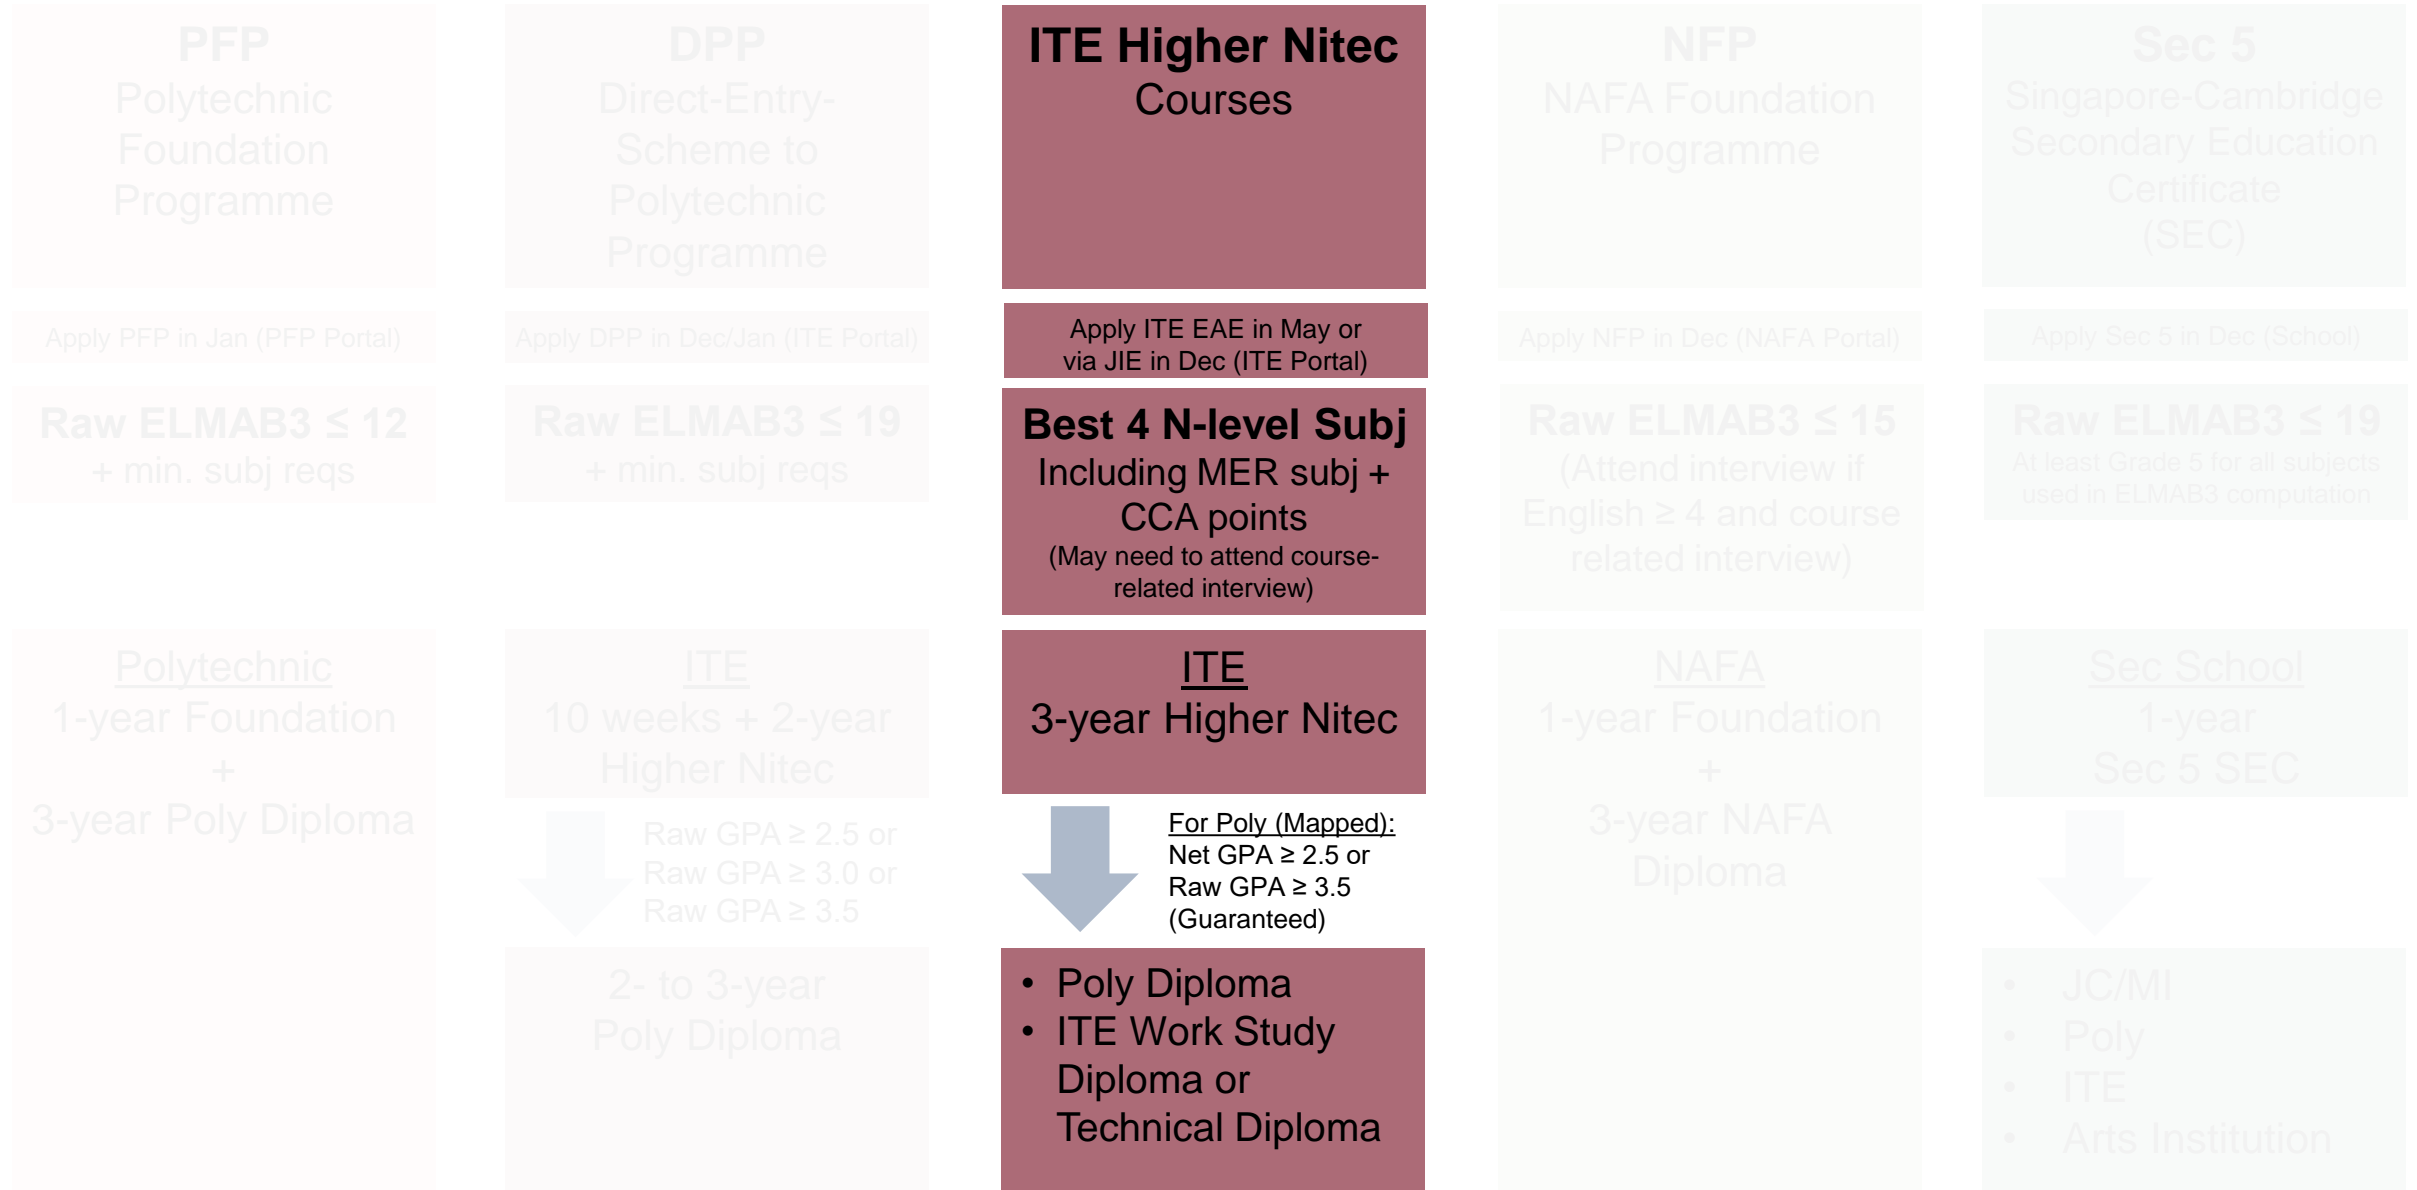 PFP
Polytechnic
Foundation
Programme
Apply PFP in Jan (PFP Portal)
Raw ELMAB3 ≤ 12
+ min. subj reqs
Polytechnic
1-year Foundation
+
3-year Poly Diploma
DPP
Direct-Entry-
Scheme to
Polytechnic
Programme
Apply DPP in Dec/Jan (ITE Portal)
Raw ELMAB3 ≤ 19
+ min. subj reqs
ITE
10 weeks + 2-year
Higher Nitec
Raw GPA ≥ 2.5 or
Raw GPA ≥ 3.0 or
Raw GPA ≥ 3.5
2- to 3-year
Poly Diploma
ITE Higher Nitec
Courses
Apply ITE EAE in May or
via JIE in Dec (ITE Portal)
Best 4 N-level Subj
Including MER subj +
CCA points
(May need to attend course-
related interview)
ITE
3-year Higher Nitec
For Poly (Mapped):
Net GPA ≥ 2.5 or
Raw GPA ≥ 3.5
(Guaranteed)
• Poly Diploma
• ITE Work Study
Diploma or
Technical Diploma
NFP
NAFA Foundation
Programme
Apply NFP in Dec (NAFA Portal)
Raw ELMAB3 ≤ 15
(Attend interview if
English ≥ 4 and course
related interview)
NAFA
1-year Foundation
+
3-year NAFA
Diploma
Sec 5
Singapore-Cambridge
Secondary Education
Certificate
(SEC)
Apply Sec 5 in Dec (School)
Raw ELMAB3 ≤ 19
At least Grade 5 for all subjects
used in ELMAB3 computation
Sec School
1-year
Sec 5 SEC
• JC/MI
• Poly
• ITE
• Arts Institution